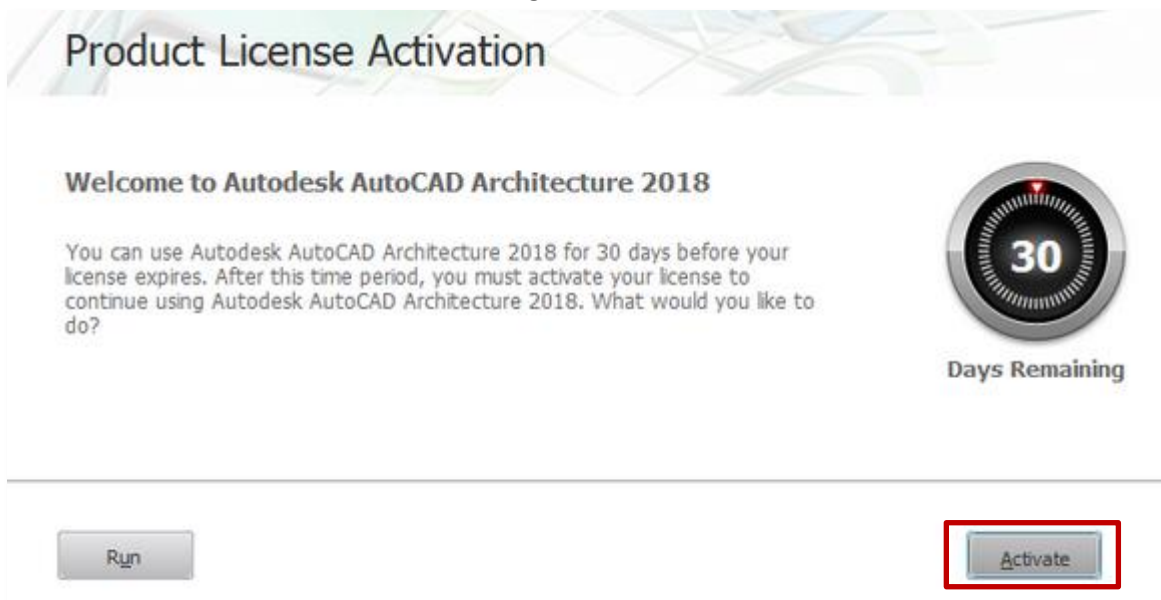 Product License Activation
Welcome to Autodesk AutoCAD Architecture 2018
You can use Autodesk AutoCAD Architecture 2018 for 30 days before your
license expires. After this time period, you must activate your license to
continue using Autodesk AutoCAD Architecture 2018. What would you like to
do?
30
Days Remaining
Run
Activate